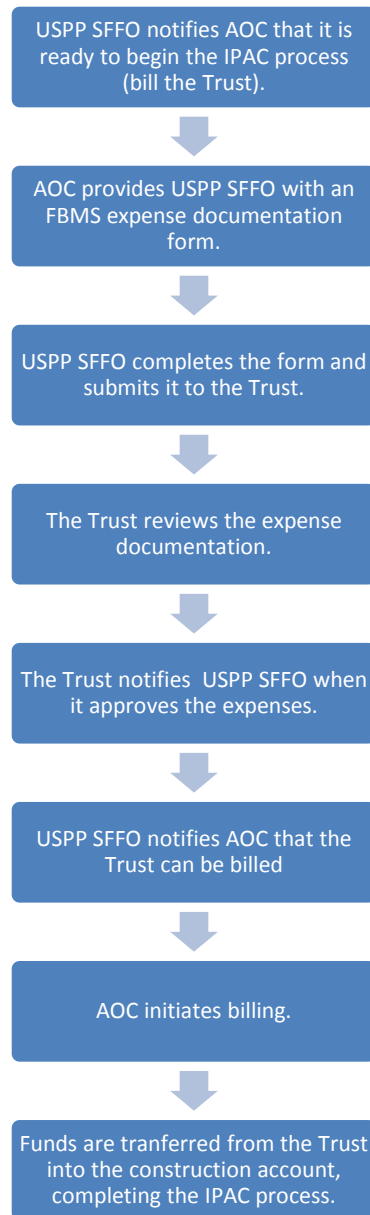 USPP SFFO notifies AOC that it is
ready to begin the IPAC process
(bill the Trust).
AOC provides USPP SFFO with an
FBMS expense documentation
form.
USPP SFFO completes the form and
submits it to the Trust.
The Trust reviews the expense
documentation.
The Trust notifies  USPP SFFO when
it approves the expenses.
USPP SFFO notifies AOC that the
Trust can be billed
AOC initiates billing.
Funds are tranferred from the Trust
into the construction account,
completing the IPAC process.